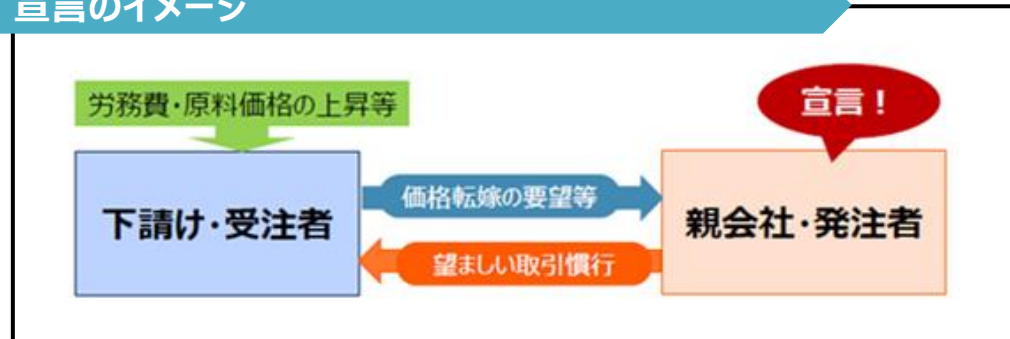 宣言のイメージ
労務費・原料価格の上昇等
宣言！
下請け・受注者
価格転嫁の要望等
望ましい取引慣行
親会社・発注者